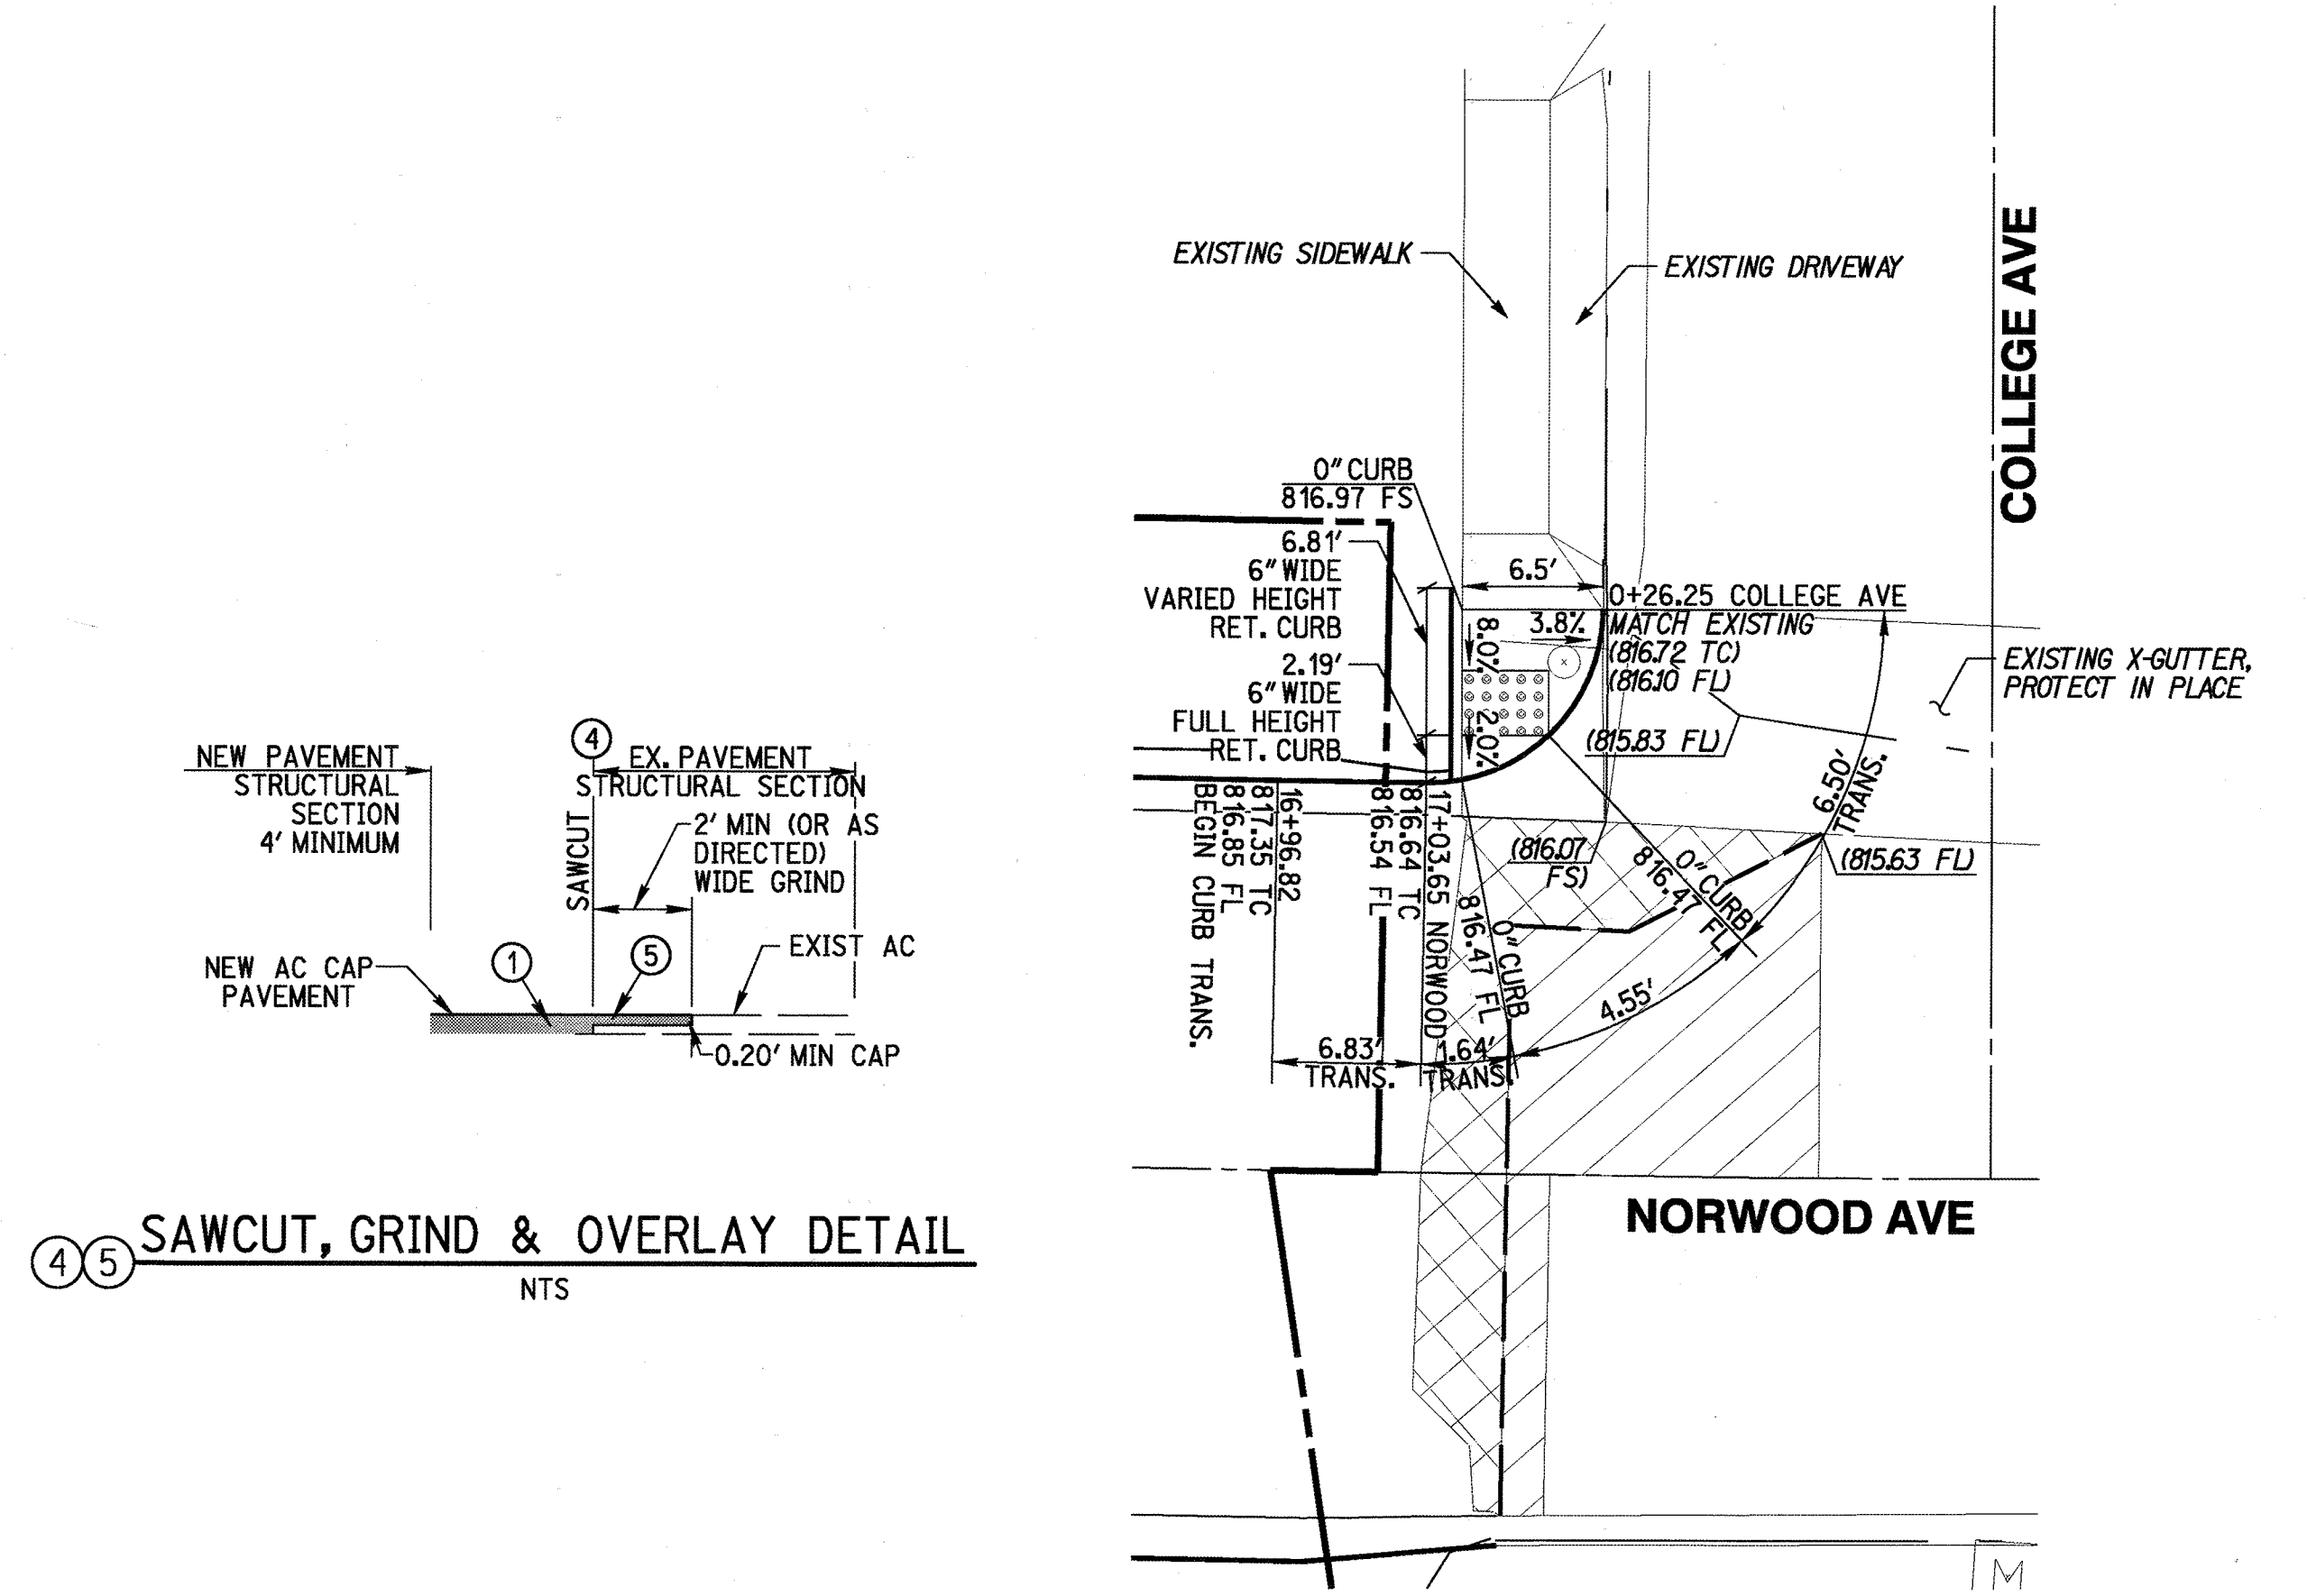 NEW PAVEMENT
STRUCTURAL
SECTION
4' MINIMUM
4
EX. PAVEMENT
STRUCTURAL SECTION
SAWCUT
2' MIN (OR AS
DIRECTED)
WIDE GRIND
NEW AC CAP
PAVEMENT
1
5
EXIST AC
0.20' MIN CAP
4 5 SAWCUT, GRIND & OVERLAY DETAIL
NTS
EXISTING SIDEWALK
EXISTING DRIVEWAY
COLLEGE AVE
0" CURB
816.97 FS
6.81'
6" WIDE
VARIED HEIGHT
RET. CURB
2.19'
6" WIDE
FULL HEIGHT
RET. CURB
6.5'
8.0%
3.8%
2.0%
0+26.25 COLLEGE AVE
MATCH EXISTING
(816.72 TC)
(816.10 FL)
(815.83 FL)
EXISTING X-GUTTER,
PROTECT IN PLACE
6.50'
TRANS.
(815.63 FL)
(816.07
FS)
0" CURB
816.47
FL
16+96.82
817.35 TC
816.85 FL
BEGIN CURB TRANS.
17+03.65 NORWOOD
816.64 TC
816.54 FL
0" CURB
816.47 FL
4.55'
6.83'
TRANS.
1.64'
TRANS.
NORWOOD AVE
M